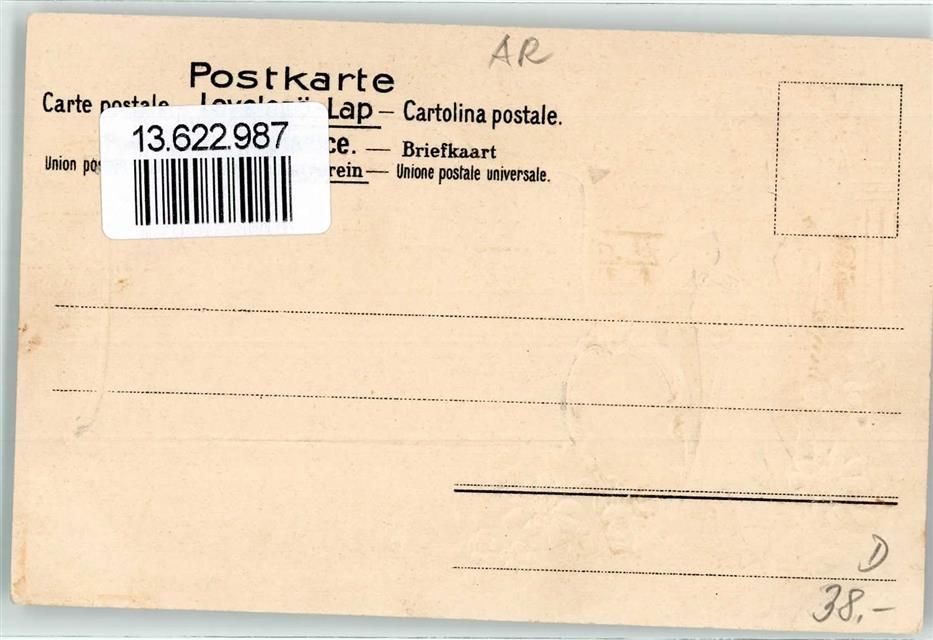 AR
Postkarte
Carte postale Levelezö-Lap – Cartolina postale.
13.622.987
ce. — Briefkaart
Union pos rein — Unione postale universale.
D
38.-